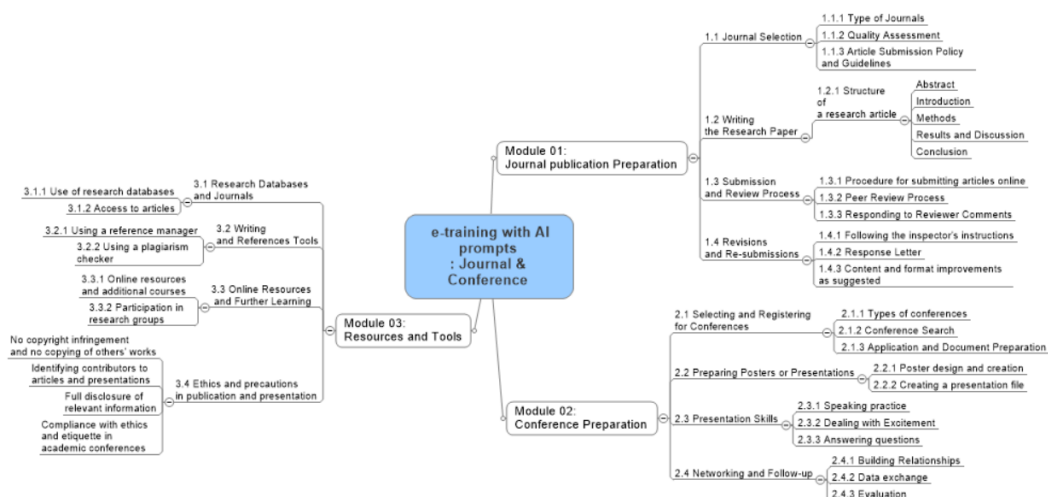 e-training with AI
prompts
: Journal &
Conference
Module 01:
Journal publication Preparation
1.1 Journal Selection
1.1.1 Type of Journals
1.1.2 Quality Assessment
1.1.3 Article Submission Policy
and Guidelines
1.2 Writing
the Research Paper
1.2.1 Structure
of
a research article
Abstract
Introduction
Methods
Results and Discussion
Conclusion
1.3 Submission
and Review Process
1.3.1 Procedure for submitting articles online
1.3.2 Peer Review Process
1.3.3 Responding to Reviewer Comments
1.4 Revisions
and Re-submissions
1.4.1 Following the inspector's instructions
1.4.2 Response Letter
1.4.3 Content and format improvements
as suggested
Module 02:
Conference Preparation
2.1 Selecting and Registering
for Conferences
2.1.1 Types of conferences
2.1.2 Conference Search
2.1.3 Application and Document Preparation
2.2 Preparing Posters or Presentations
2.2.1 Poster design and creation
2.2.2 Creating a presentation file
2.3 Presentation Skills
2.3.1 Speaking practice
2.3.2 Dealing with Excitement
2.3.3 Answering questions
2.4 Networking and Follow-up
2.4.1 Building Relationships
2.4.2 Data exchange
2.4.3 Evaluation
Module 03:
Resources and Tools
3.1 Research Databases
and Journals
3.1.1 Use of research databases
3.1.2 Access to articles
3.2 Writing
and References Tools
3.2.1 Using a reference manager
3.2.2 Using a plagiarism
checker
3.3 Online Resources
and Further Learning
3.3.1 Online resources
and additional courses
3.3.2 Participation in
research groups
3.4 Ethics and precautions
in publication and presentation
No copyright infringement
and no copying of others' works
Identifying contributors to
articles and presentations
Full disclosure of
relevant information
Compliance with ethics
and etiquette in
academic conferences